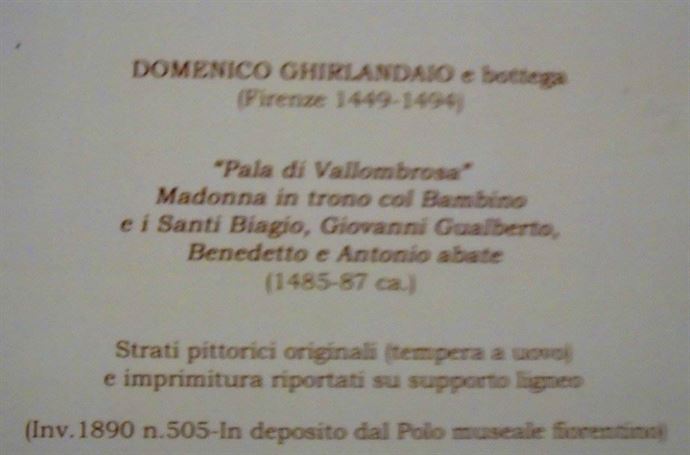 DOMENICO GHIRLANDAIO e bottega
(Firenze 1449-1494)
"Pala di Vallombrosa"
Madonna in trono col Bambino
e i Santi Biagio, Giovanni Gualberto,
Benedetto e Antonio abate
(1485-87 ca.)
Strati pittorici originali (tempera a uovo)
e imprimitura riportati su supporto ligneo
(Inv.1890 n.505-In deposito dal Polo museale fiorentino)